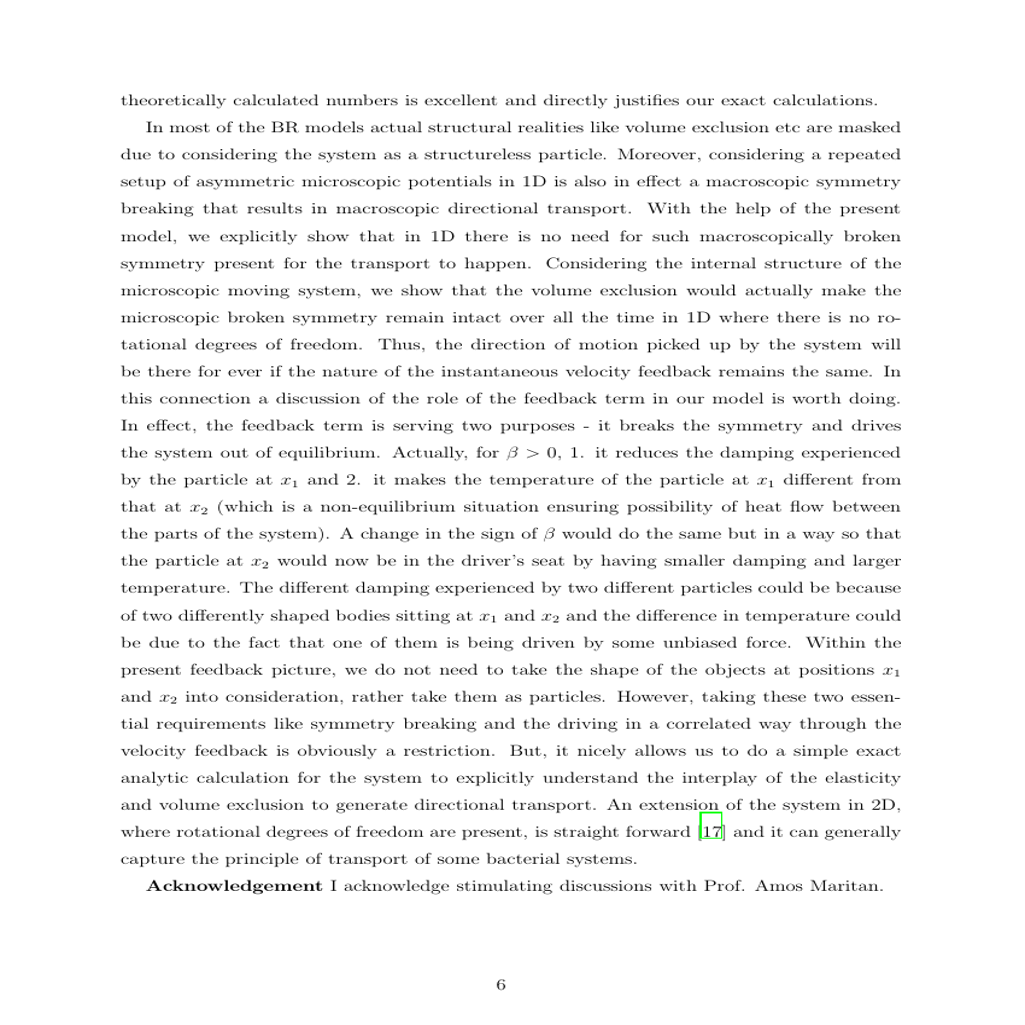 theoretically calculated numbers is excellent and directly justifies our exact calculations.
In most of the BR models actual structural realities like volume exclusion etc are masked
due to considering the system as a structureless particle. Moreover, considering a repeated
setup of asymmetric microscopic potentials in 1D is also in effect a macroscopic symmetry
breaking that results in macroscopic directional transport. With the help of the present
model, we explicitly show that in 1D there is no need for such macroscopically broken
symmetry present for the transport to happen. Considering the internal structure of the
microscopic moving system, we show that the volume exclusion would actually make the
microscopic broken symmetry remain intact over all the time in 1D where there is no ro-
tational degrees of freedom. Thus, the direction of motion picked up by the system will
be there for ever if the nature of the instantaneous velocity feedback remains the same. In
this connection a discussion of the role of the feedback term in our model is worth doing.
In effect, the feedback term is serving two purposes - it breaks the symmetry and drives
the system out of equilibrium. Actually, for β > 0, 1. it reduces the damping experienced
by the particle at x₁ and 2. it makes the temperature of the particle at x₁ different from
that at x₂ (which is a non-equilibrium situation ensuring possibility of heat flow between
the parts of the system). A change in the sign of β would do the same but in a way so that
the particle at x₂ would now be in the driver's seat by having smaller damping and larger
temperature. The different damping experienced by two different particles could be because
of two differently shaped bodies sitting at x₁ and x₂ and the difference in temperature could
be due to the fact that one of them is being driven by some unbiased force. Within the
present feedback picture, we do not need to take the shape of the objects at positions x₁
and x₂ into consideration, rather take them as particles. However, taking these two essen-
tial requirements like symmetry breaking and the driving in a correlated way through the
velocity feedback is obviously a restriction. But, it nicely allows us to do a simple exact
analytic calculation for the system to explicitly understand the interplay of the elasticity
and volume exclusion to generate directional transport. An extension of the system in 2D,
where rotational degrees of freedom are present, is straight forward [17] and it can generally
capture the principle of transport of some bacterial systems.
Acknowledgement I acknowledge stimulating discussions with Prof. Amos Maritan.
6